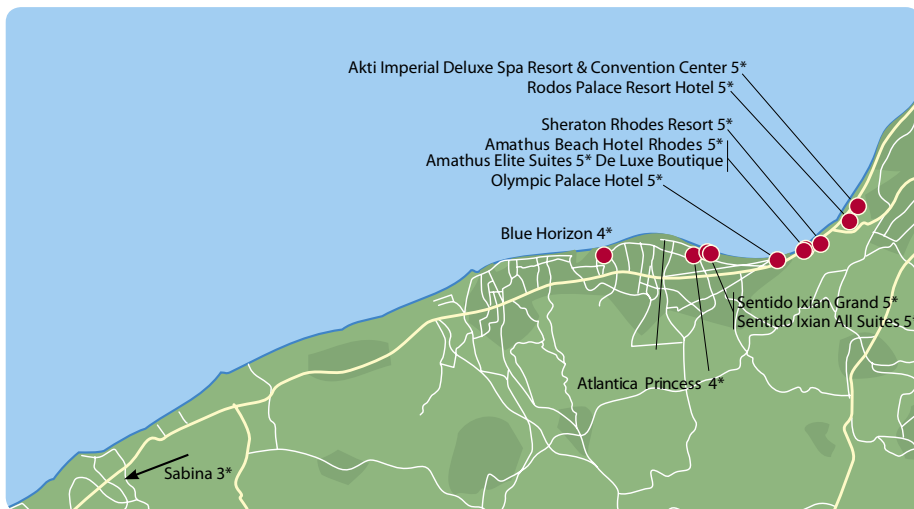 Akti Imperial Deluxe Spa Resort & Convention Center 5*
Rodos Palace Resort Hotel 5*
Sheraton Rhodes Resort 5*
Amathus Beach Hotel Rhodes 5*
Amathus Elite Suites 5* De Luxe Boutique
Olympic Palace Hotel 5*
Blue Horizon 4*
Sentido Ixian Grand 5*
Sentido Ixian All Suites 5*
Atlantica Princess 4*
Sabina 3*